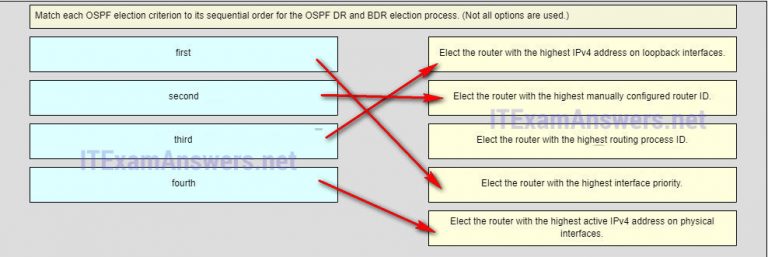 Match each OSPF election criterion to its sequential order for the OSPF DR and BDR election process. (Not all options are used.)
first
Elect the router with the highest IPv4 address on loopback interfaces.
second
Elect the router with the highest manually configured router ID.
ITExamAnswers.net
third
Elect the router with the highest routing process ID.
ITExamAnswers.net
fourth
Elect the router with the highest interface priority.
Elect the router with the highest active IPv4 address on physical
interfaces.